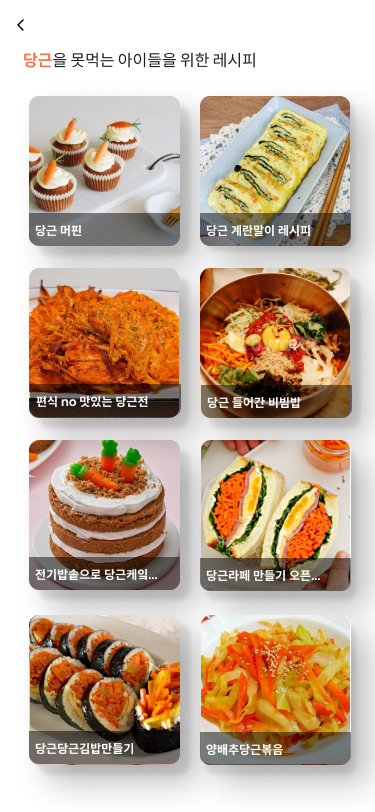 당근을 못먹는 아이들을 위한 레시피
당근 머핀
당근 계란말이 레시피
편식 no 맛있는 당근전
당근 들어간 비빔밥
전기밥솥으로 당근케잌...
당근라페 만들기 오픈...
당근당근김밥만들기
양배추당근볶음